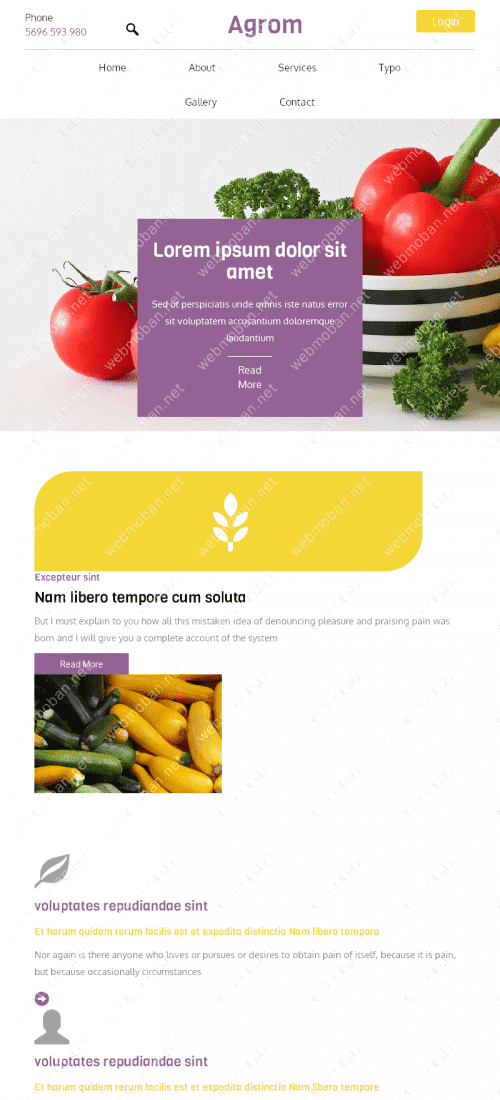 Phone
5696 593 980
Agrom
Login
Home About Services Typo
Gallery Contact
Lorem ipsum dolor sit
amet
Sed ut perspiciatis unde omnis iste natus error
sit voluptatem accusantium doloremque
laudantium
Read
More
Excepteur sint
Nam libero tempore cum soluta
But I must explain to you how all this mistaken idea of denouncing pleasure and praising pain was
born and I will give you a complete account of the system
Read More
voluptates repudiandae sint
Et harum quidem rerum facilis est et expedita distinctio Nam libero tempore
Nor again is there anyone who loves or pursues or desires to obtain pain of itself, because it is pain,
but because occasionally circumstances
voluptates repudiandae sint
Et harum quidem rerum facilis est et expedita distinctio Nam libero tempore
webmoban.net